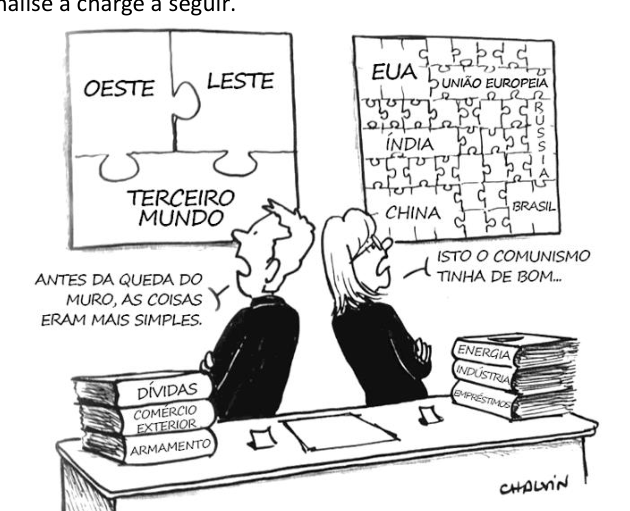 nalise a charge a seguir.
OESTE
LESTE
TERCEIRO
MUNDO
EUA
UNIÃO EUROPEIA
RUSSIA
ÍNDIA
CHINA
BRASIL
ANTES DA QUEDA DO
MURO, AS COISAS
ERAM MAIS SIMPLES.
ISTO O COMUNISMO
TINHA DE BOM...
DÍVIDAS
COMÉRCIO
EXTERIOR
ARMAMENTO
ENERGIA
INDÚSTRIA
EMPRÉSTIMOS
CHALVIN